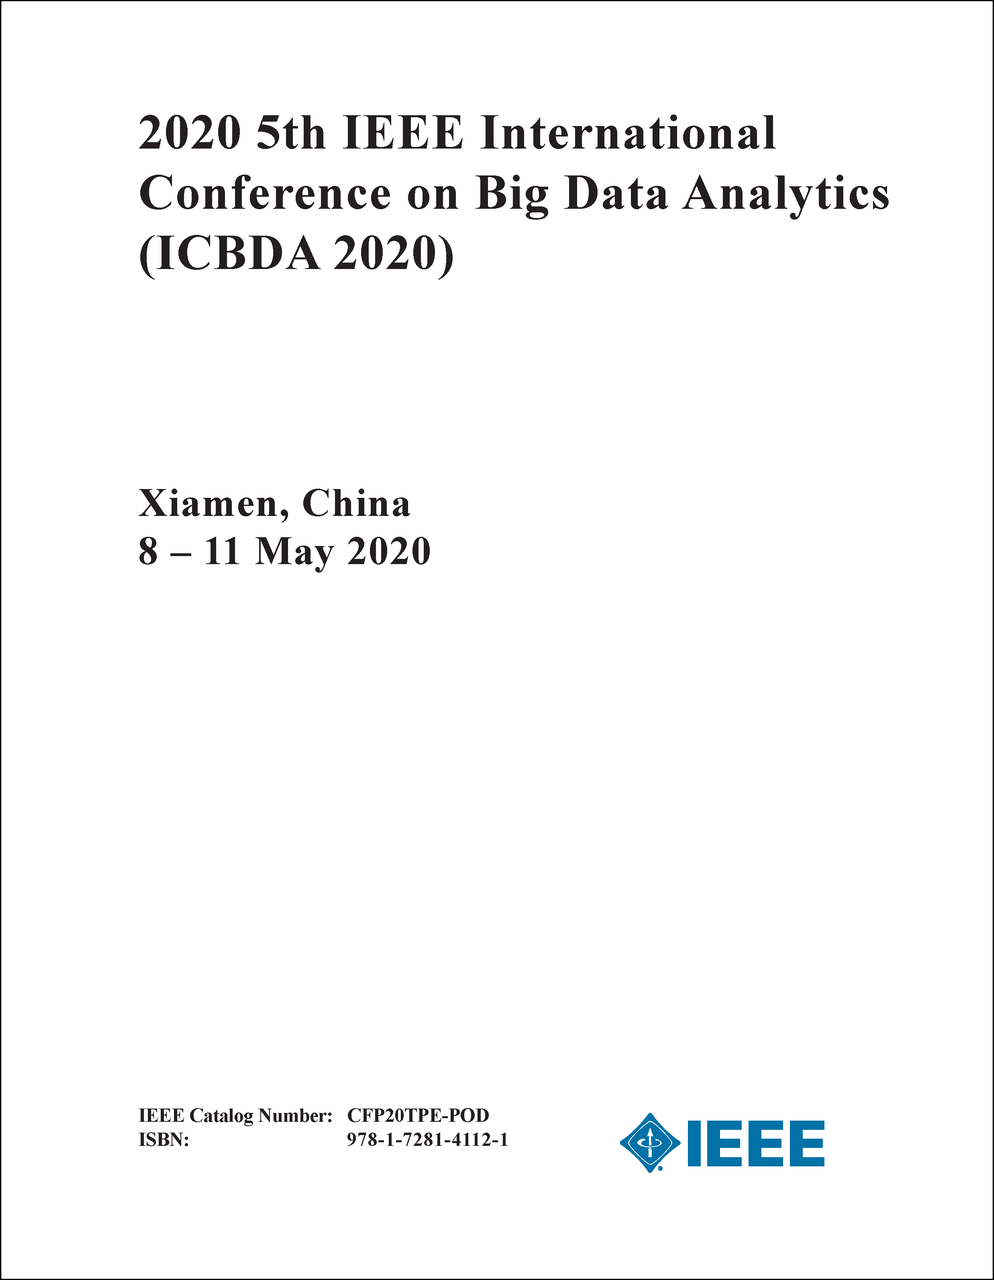 2020 5th IEEE International
Conference on Big Data Analytics
(ICBDA 2020)
Xiamen, China
8 – 11 May 2020
IEEE Catalog Number: CFP20TPE-POD
ISBN: 978-1-7281-4112-1
IEEE